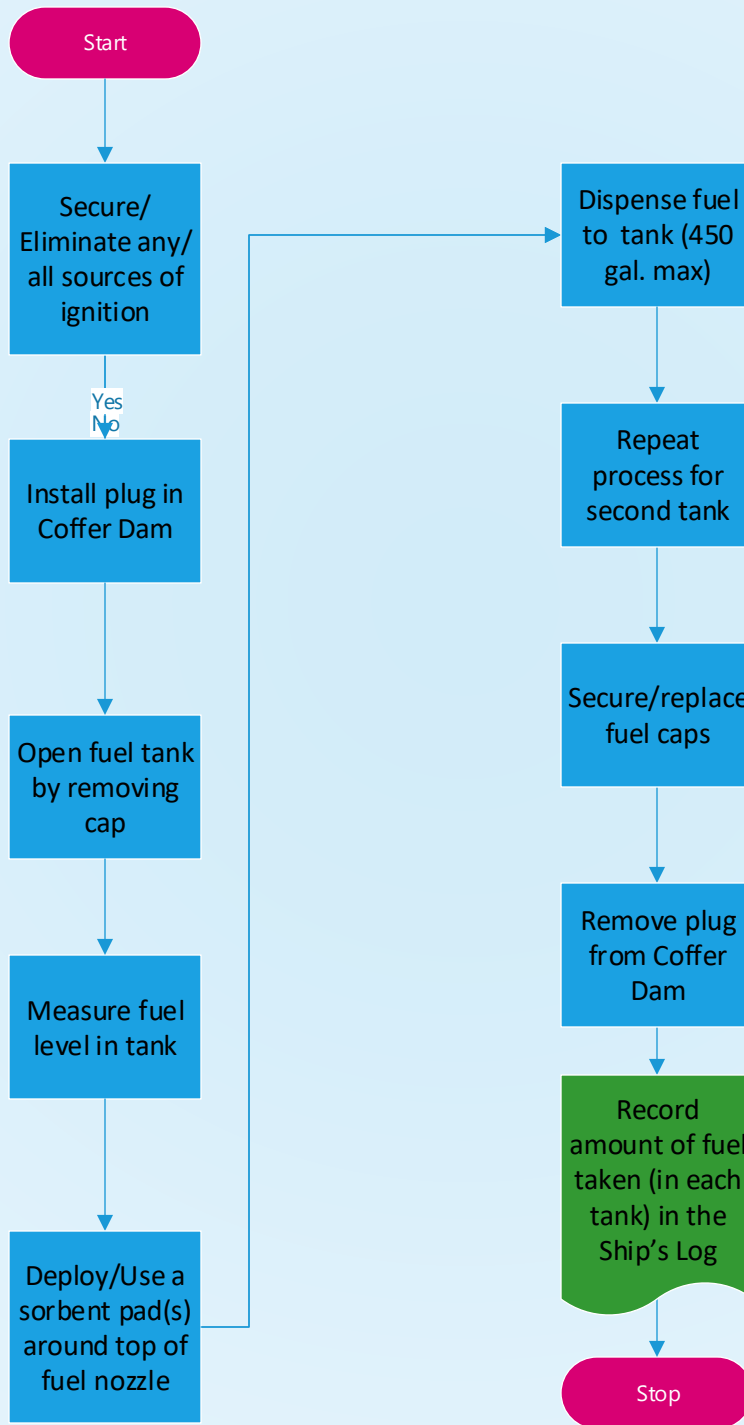 Start
Secure/
Eliminate any/
all sources of
ignition
Yes
No
Install plug in
Coffer Dam
Open fuel tank
by removing
cap
Measure fuel
level in tank
Deploy/Use a
sorbent pad(s)
around top of
fuel nozzle
Dispense fuel
to tank (450
gal. max)
Repeat
process for
second tank
Secure/replace
fuel caps
Remove plug
from Coffer
Dam
Record
amount of fuel
taken (in each
tank) in the
Ship’s Log
Stop